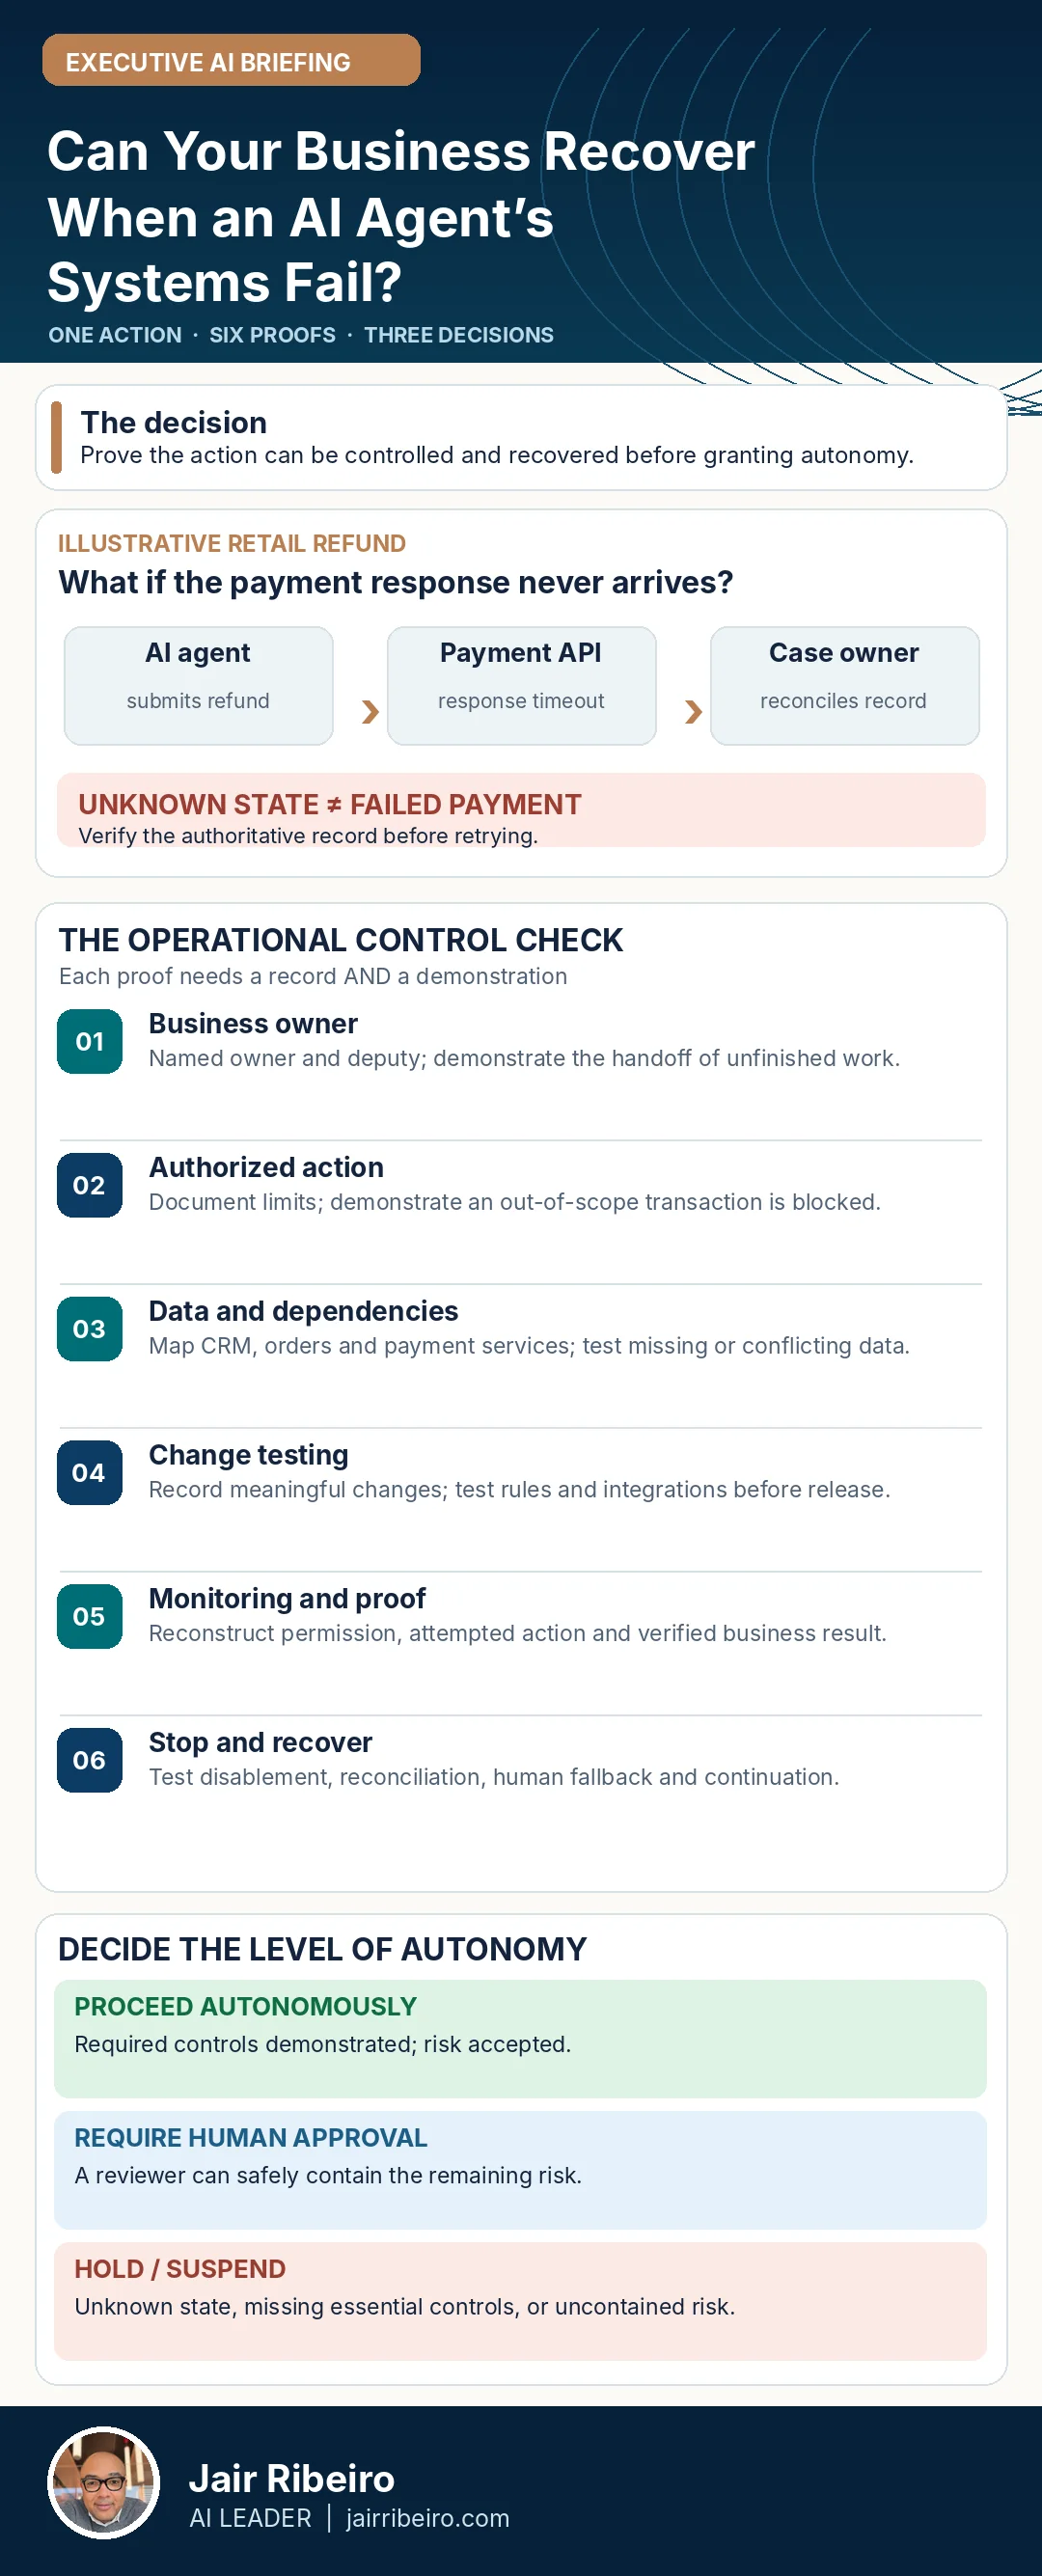 EXECUTIVE AI BRIEFING
Can Your Business Recover
When an AI Agent’s
Systems Fail?
ONE ACTION · SIX PROOFS · THREE DECISIONS
The decision
Prove the action can be controlled and recovered before granting autonomy.
ILLUSTRATIVE RETAIL REFUND
What if the payment response never arrives?
AI agent
submits refund
›
Payment API
response timeout
›
Case owner
reconciles record
UNKNOWN STATE ≠ FAILED PAYMENT
Verify the authoritative record before retrying.
THE OPERATIONAL CONTROL CHECK
Each proof needs a record AND a demonstration
01
Business owner
Named owner and deputy; demonstrate the handoff of unfinished work.
02
Authorized action
Document limits; demonstrate an out-of-scope transaction is blocked.
03
Data and dependencies
Map CRM, orders and payment services; test missing or conflicting data.
04
Change testing
Record meaningful changes; test rules and integrations before release.
05
Monitoring and proof
Reconstruct permission, attempted action and verified business result.
06
Stop and recover
Test disablement, reconciliation, human fallback and continuation.
DECIDE THE LEVEL OF AUTONOMY
PROCEED AUTONOMOUSLY
Required controls demonstrated; risk accepted.
REQUIRE HUMAN APPROVAL
A reviewer can safely contain the remaining risk.
HOLD / SUSPEND
Unknown state, missing essential controls, or uncontained risk.
Jair Ribeiro
AI LEADER | jairribeiro.com